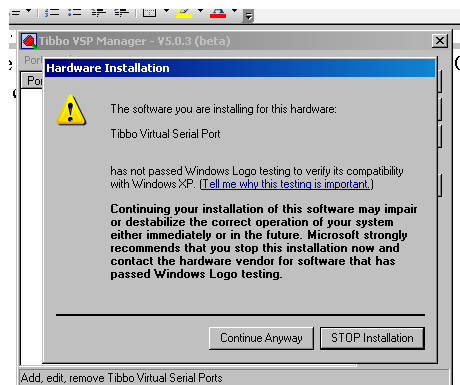 Tibbo VSP Manager - V5.0.3 (beta)
Por
Hardware Installation
Po
The software you are installing for this hardware:
Tibbo Virtual Serial Port
has not passed Windows Logo testing to verify its compatibility
with Windows XP. (Tell me why this testing is important.)
Continuing your installation of this software may impair
or destabilize the correct operation of your system
either immediately or in the future. Microsoft strongly
recommends that you stop this installation now and
contact the hardware vendor for software that has
passed Windows Logo testing.
Continue Anyway STOP Installation
Add, edit, remove Tibbo Virtual Serial Ports